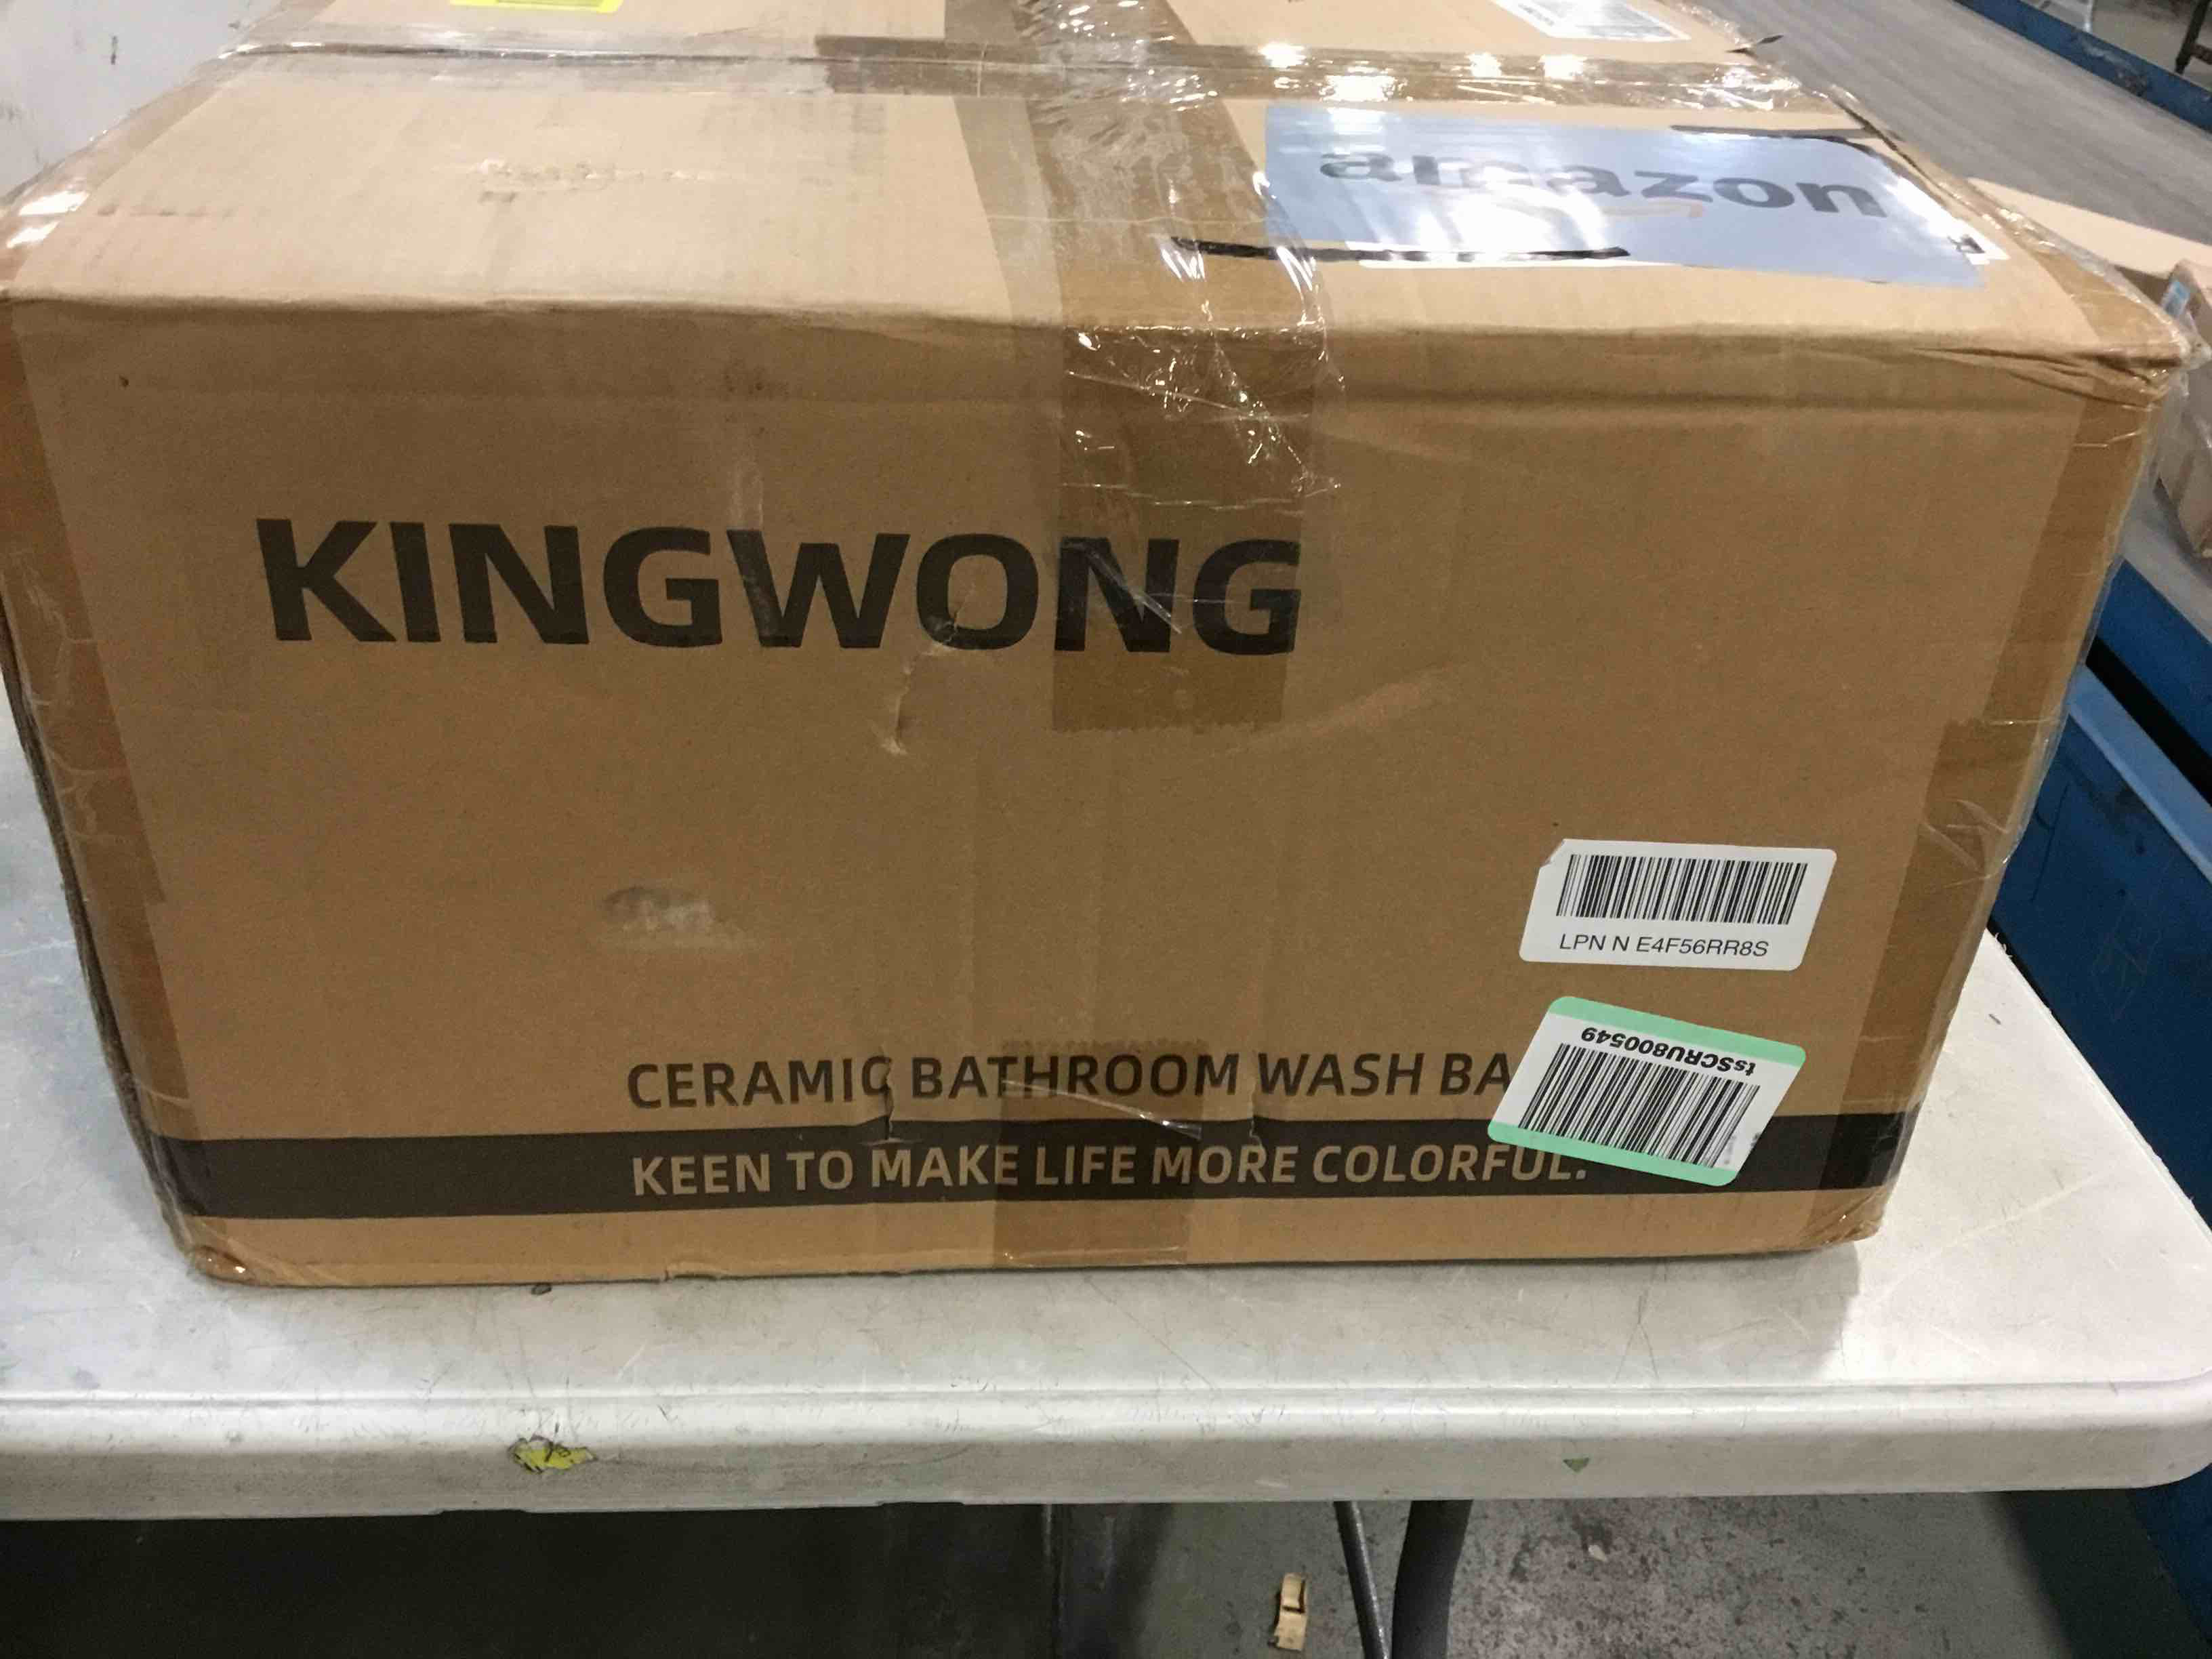 amazon
KINGWONG
LPN N E4F56RR8S
tsSCRU800549
CERAMIC BATHROOM WASH BA
KEEN TO MAKE LIFE MORE COLORFUL.